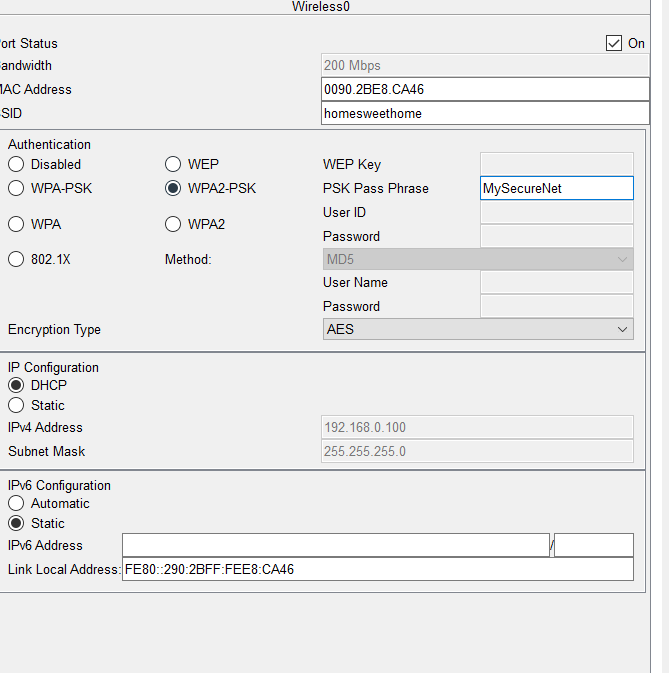 Wireless0
ort Status On
andwidth 200 Mbps
MAC Address 0090.2BE8.CA46
SSID homesweethome
Authentication
Disabled WEP WEP Key
WPA-PSK WPA2-PSK PSK Pass Phrase MySecureNet
User ID
WPA WPA2
Password
802.1X Method: MD5
User Name
Password
Encryption Type AES
IP Configuration
DHCP
Static
IPv4 Address 192.168.0.100
Subnet Mask 255.255.255.0
IPv6 Configuration
Automatic
Static
IPv6 Address /
Link Local Address: FE80::290:2BFF:FEE8:CA46